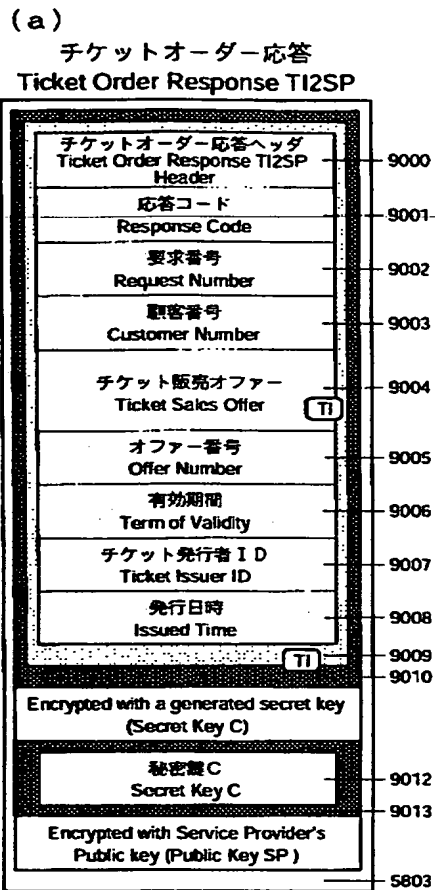 (a)
チケットオーダー応答
Ticket Order Response TI2SP
チケットオーダー応答ヘッダ
Ticket Order Response TI2SP
Header
9000
応答コード
9001
Response Code
要求番号
9002
Request Number
顧客番号
9003
Customer Number
チケット販売オファー
9004
Ticket Sales Offer
TI
オファー番号
9005
Offer Number
有効期間
9006
Term of Validity
チケット発行者ID
9007
Ticket Issuer ID
発行日時
9008
Issued Time
TI
9009
9010
Encrypted with a generated secret key
(Secret Key C)
秘密鍵C
9012
Secret Key C
9013
Encrypted with Service Provider's
Public key (Public Key SP)
5803